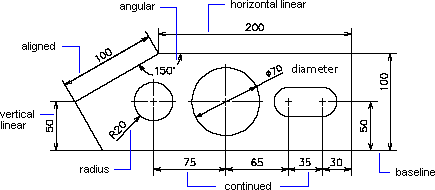 angular
horizontal linear
200
aligned
100
150°
ø70
diameter
100
vertical
linear
50
R20
50
radius
75
65
35
30
baseline
continued